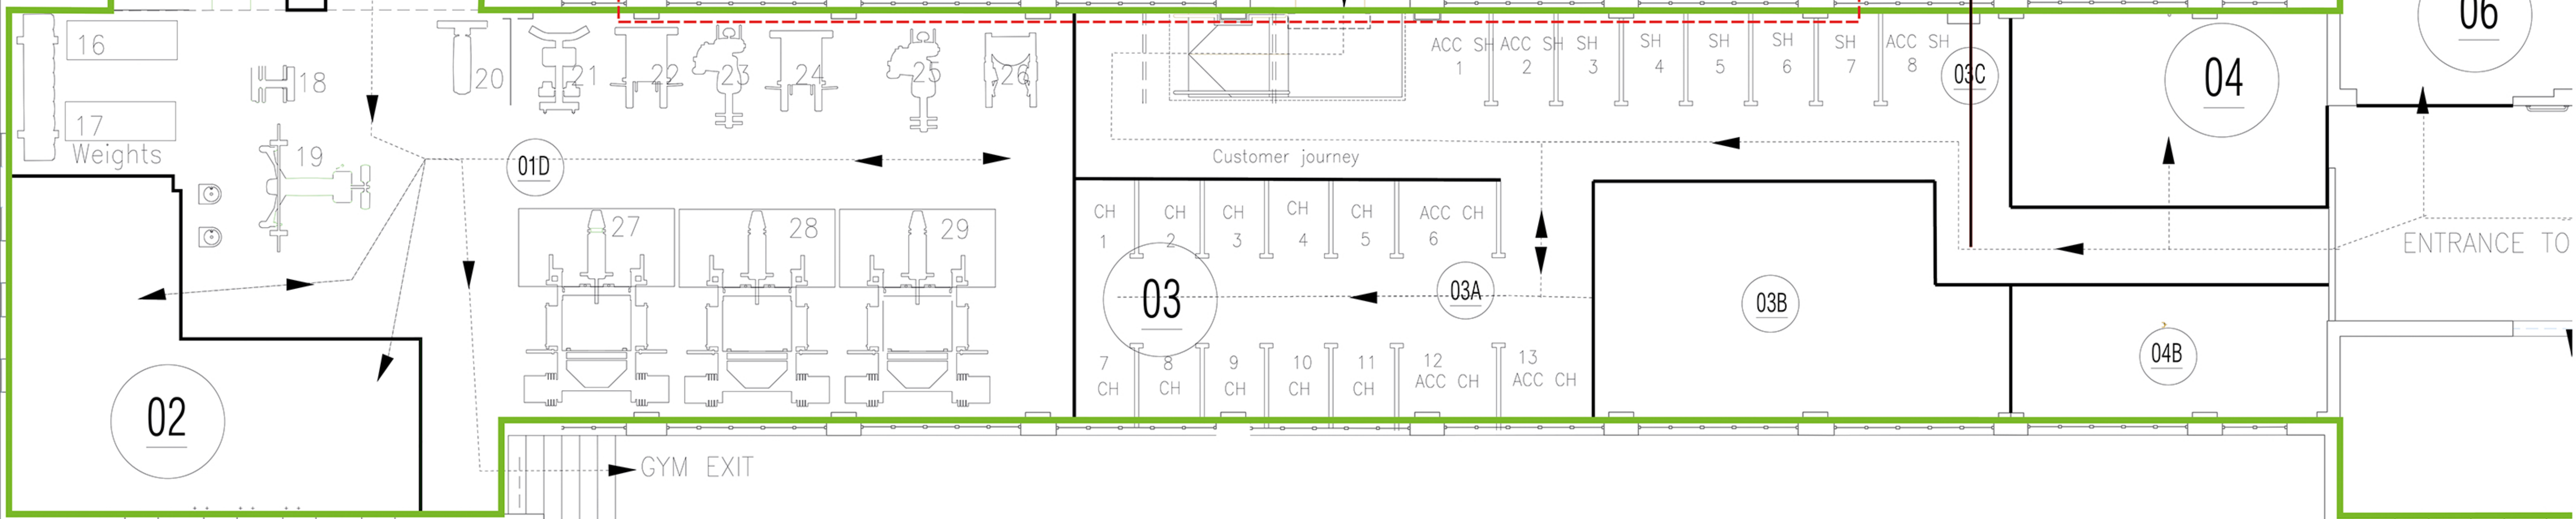 16
17
Weights
18
19
20
21
22
23
24
25
26
01D
27
28
29
02
GYM EXIT
ACC SH
1
ACC SH
2
SH
3
SH
4
SH
5
SH
6
SH
7
ACC SH
8
03C
04
06
Customer journey
CH
1
CH
2
CH
3
CH
4
CH
5
ACC CH
6
03
03A
7
CH
8
CH
9
CH
10
CH
11
CH
12
ACC CH
13
ACC CH
03B
04B
ENTRANCE TO